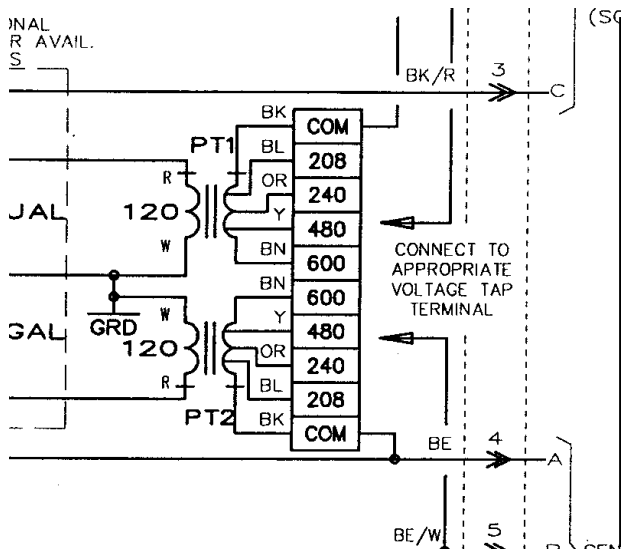 ONAL
R AVAIL.
S
(SC
BK/R
3
C
BK
COM
PT1
BL
208
R
OR
240
UAL
120
Y
480
W
BN
600
CONNECT TO
APPROPRIATE
VOLTAGE TAP
TERMINAL
BN
600
W
Y
480
GRD
GAL
120
OR
240
R
BL
208
PT2
BK
COM
BE
4
A
BE/W
5